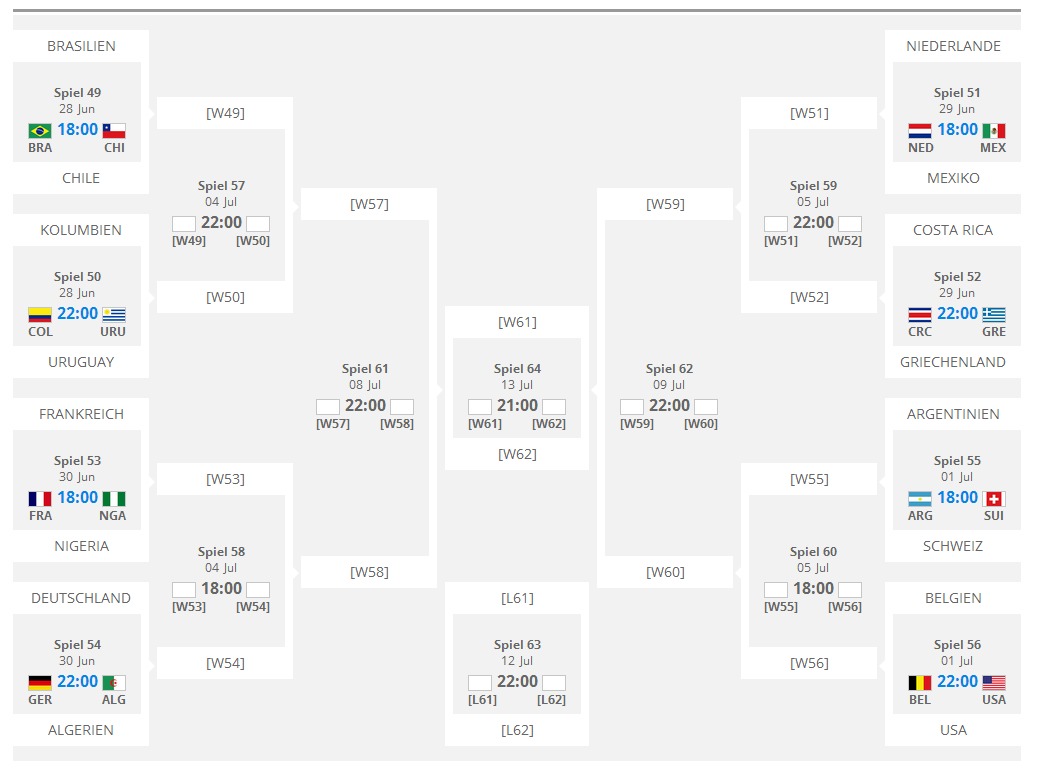 BRASILIEN
Spiel 49
28 Jun
18:00
BRA CHI
CHILE
KOLUMBIEN
Spiel 50
28 Jun
22:00
COL URU
URUGUAY
FRANKREICH
Spiel 53
30 Jun
18:00
FRA NGA
NIGERIA
DEUTSCHLAND
Spiel 54
30 Jun
22:00
GER ALG
ALGERIEN
[W49]
Spiel 57
04 Jul
22:00
[W49] [W50]
[W50]
[W53]
Spiel 58
04 Jul
18:00
[W53] [W54]
[W54]
[W57]
Spiel 61
08 Jul
22:00
[W57] [W58]
[W58]
[W61]
Spiel 64
13 Jul
21:00
[W61] [W62]
[W62]
[L61]
Spiel 63
12 Jul
22:00
[L61] [L62]
[L62]
[W59]
Spiel 62
09 Jul
22:00
[W59] [W60]
[W60]
[W51]
Spiel 59
05 Jul
22:00
[W51] [W52]
[W52]
[W55]
Spiel 60
05 Jul
18:00
[W55] [W56]
[W56]
NIEDERLANDE
Spiel 51
29 Jun
18:00
NED MEX
MEXIKO
COSTA RICA
Spiel 52
29 Jun
22:00
CRC GRE
GRIECHENLAND
ARGENTINIEN
Spiel 55
01 Jul
18:00
ARG SUI
SCHWEIZ
BELGIEN
Spiel 56
01 Jul
22:00
BEL USA
USA